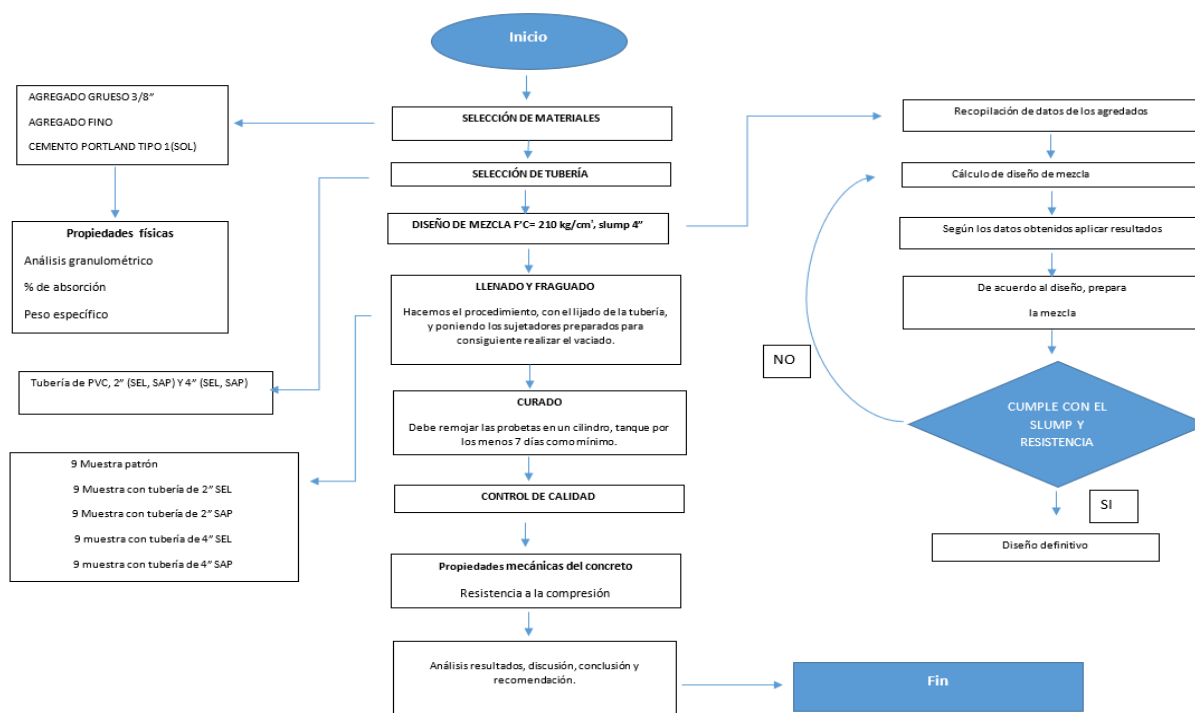 Inicio
AGREGADO GRUESO 3/8"
AGREGADO FINO
CEMENTO PORTLAND TIPO 1(SOL)
SELECCIÓN DE MATERIALES
Recopilación de datos de los agredados
SELECCIÓN DE TUBERÍA
Cálculo de diseño de mezcla
DISEÑO DE MEZCLA F'C= 210 kg/cm², slump 4"
Según los datos obtenidos aplicar resultados
Propiedades físicas
Análisis granulométrico
% de absorción
Peso específico
LLENADO Y FRAGUADO
Hacemos el procedimiento, con el lijado de la tubería,
y poniendo los sujetadores preparados para
consiguiente realizar el vaciado.
De acuerdo al diseño, prepara
la mezcla
NO
Tubería de PVC, 2" (SEL, SAP) Y 4" (SEL, SAP)
CURADO
Debe remojar las probetas en un cilindro, tanque por
los menos 7 días como mínimo.
CUMPLE CON EL
SLUMP Y
RESISTENCIA
9 Muestra patrón
9 Muestra con tubería de 2" SEL
9 Muestra con tubería de 2" SAP
9 muestra con tubería de 4" SEL
9 muestra con tubería de 4" SAP
CONTROL DE CALIDAD
SI
Diseño definitivo
Propiedades mecánicas del concreto
Resistencia a la compresión
Análisis resultados, discusión, conclusión y
recomendación.
Fin